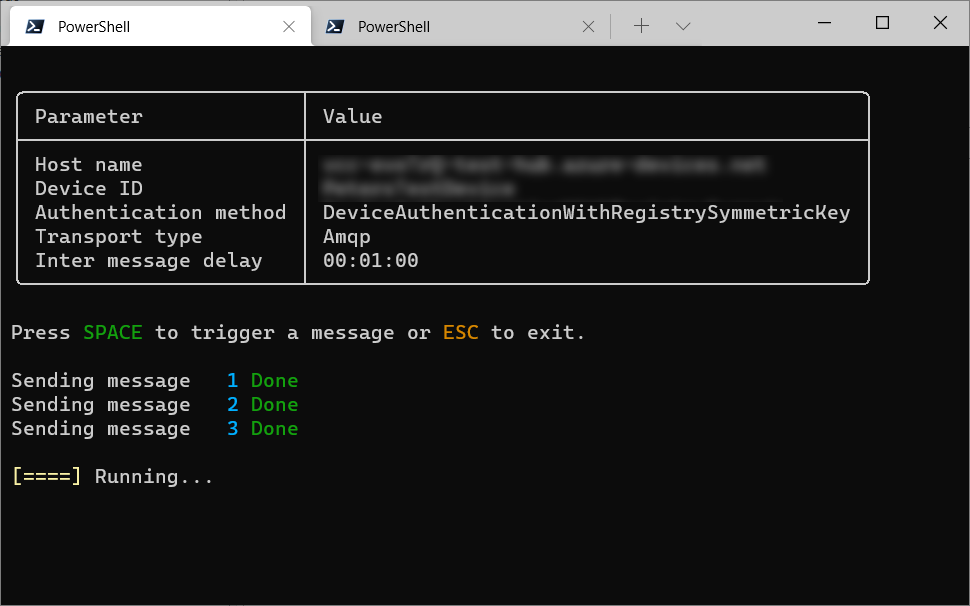 PowerShell
PowerShell
Parameter Value
Host name
Device ID
Authentication method DeviceAuthenticationWithRegistrySymmetricKey
Transport type Amqp
Inter message delay 00:01:00
Press SPACE to trigger a message or ESC to exit.
Sending message 1 Done
Sending message 2 Done
Sending message 3 Done
[====] Running...